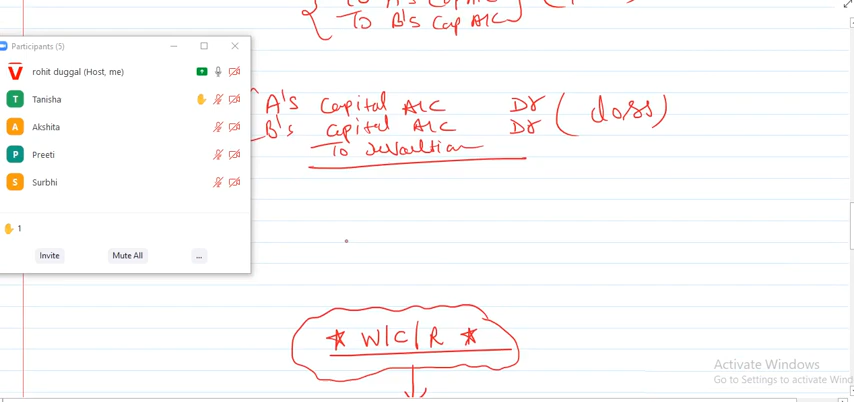 To B's Cap A/C
Participants (5)
rohit duggal (Host, me)
Tanisha
Akshita
Preeti
Surbhi
1
Invite
Mute All
...
A's Capital A/C Dr (loss)
B's Capital A/C Dr
To
★ W/C/R ★
Activate Windows
Go to Settings to activate Wind